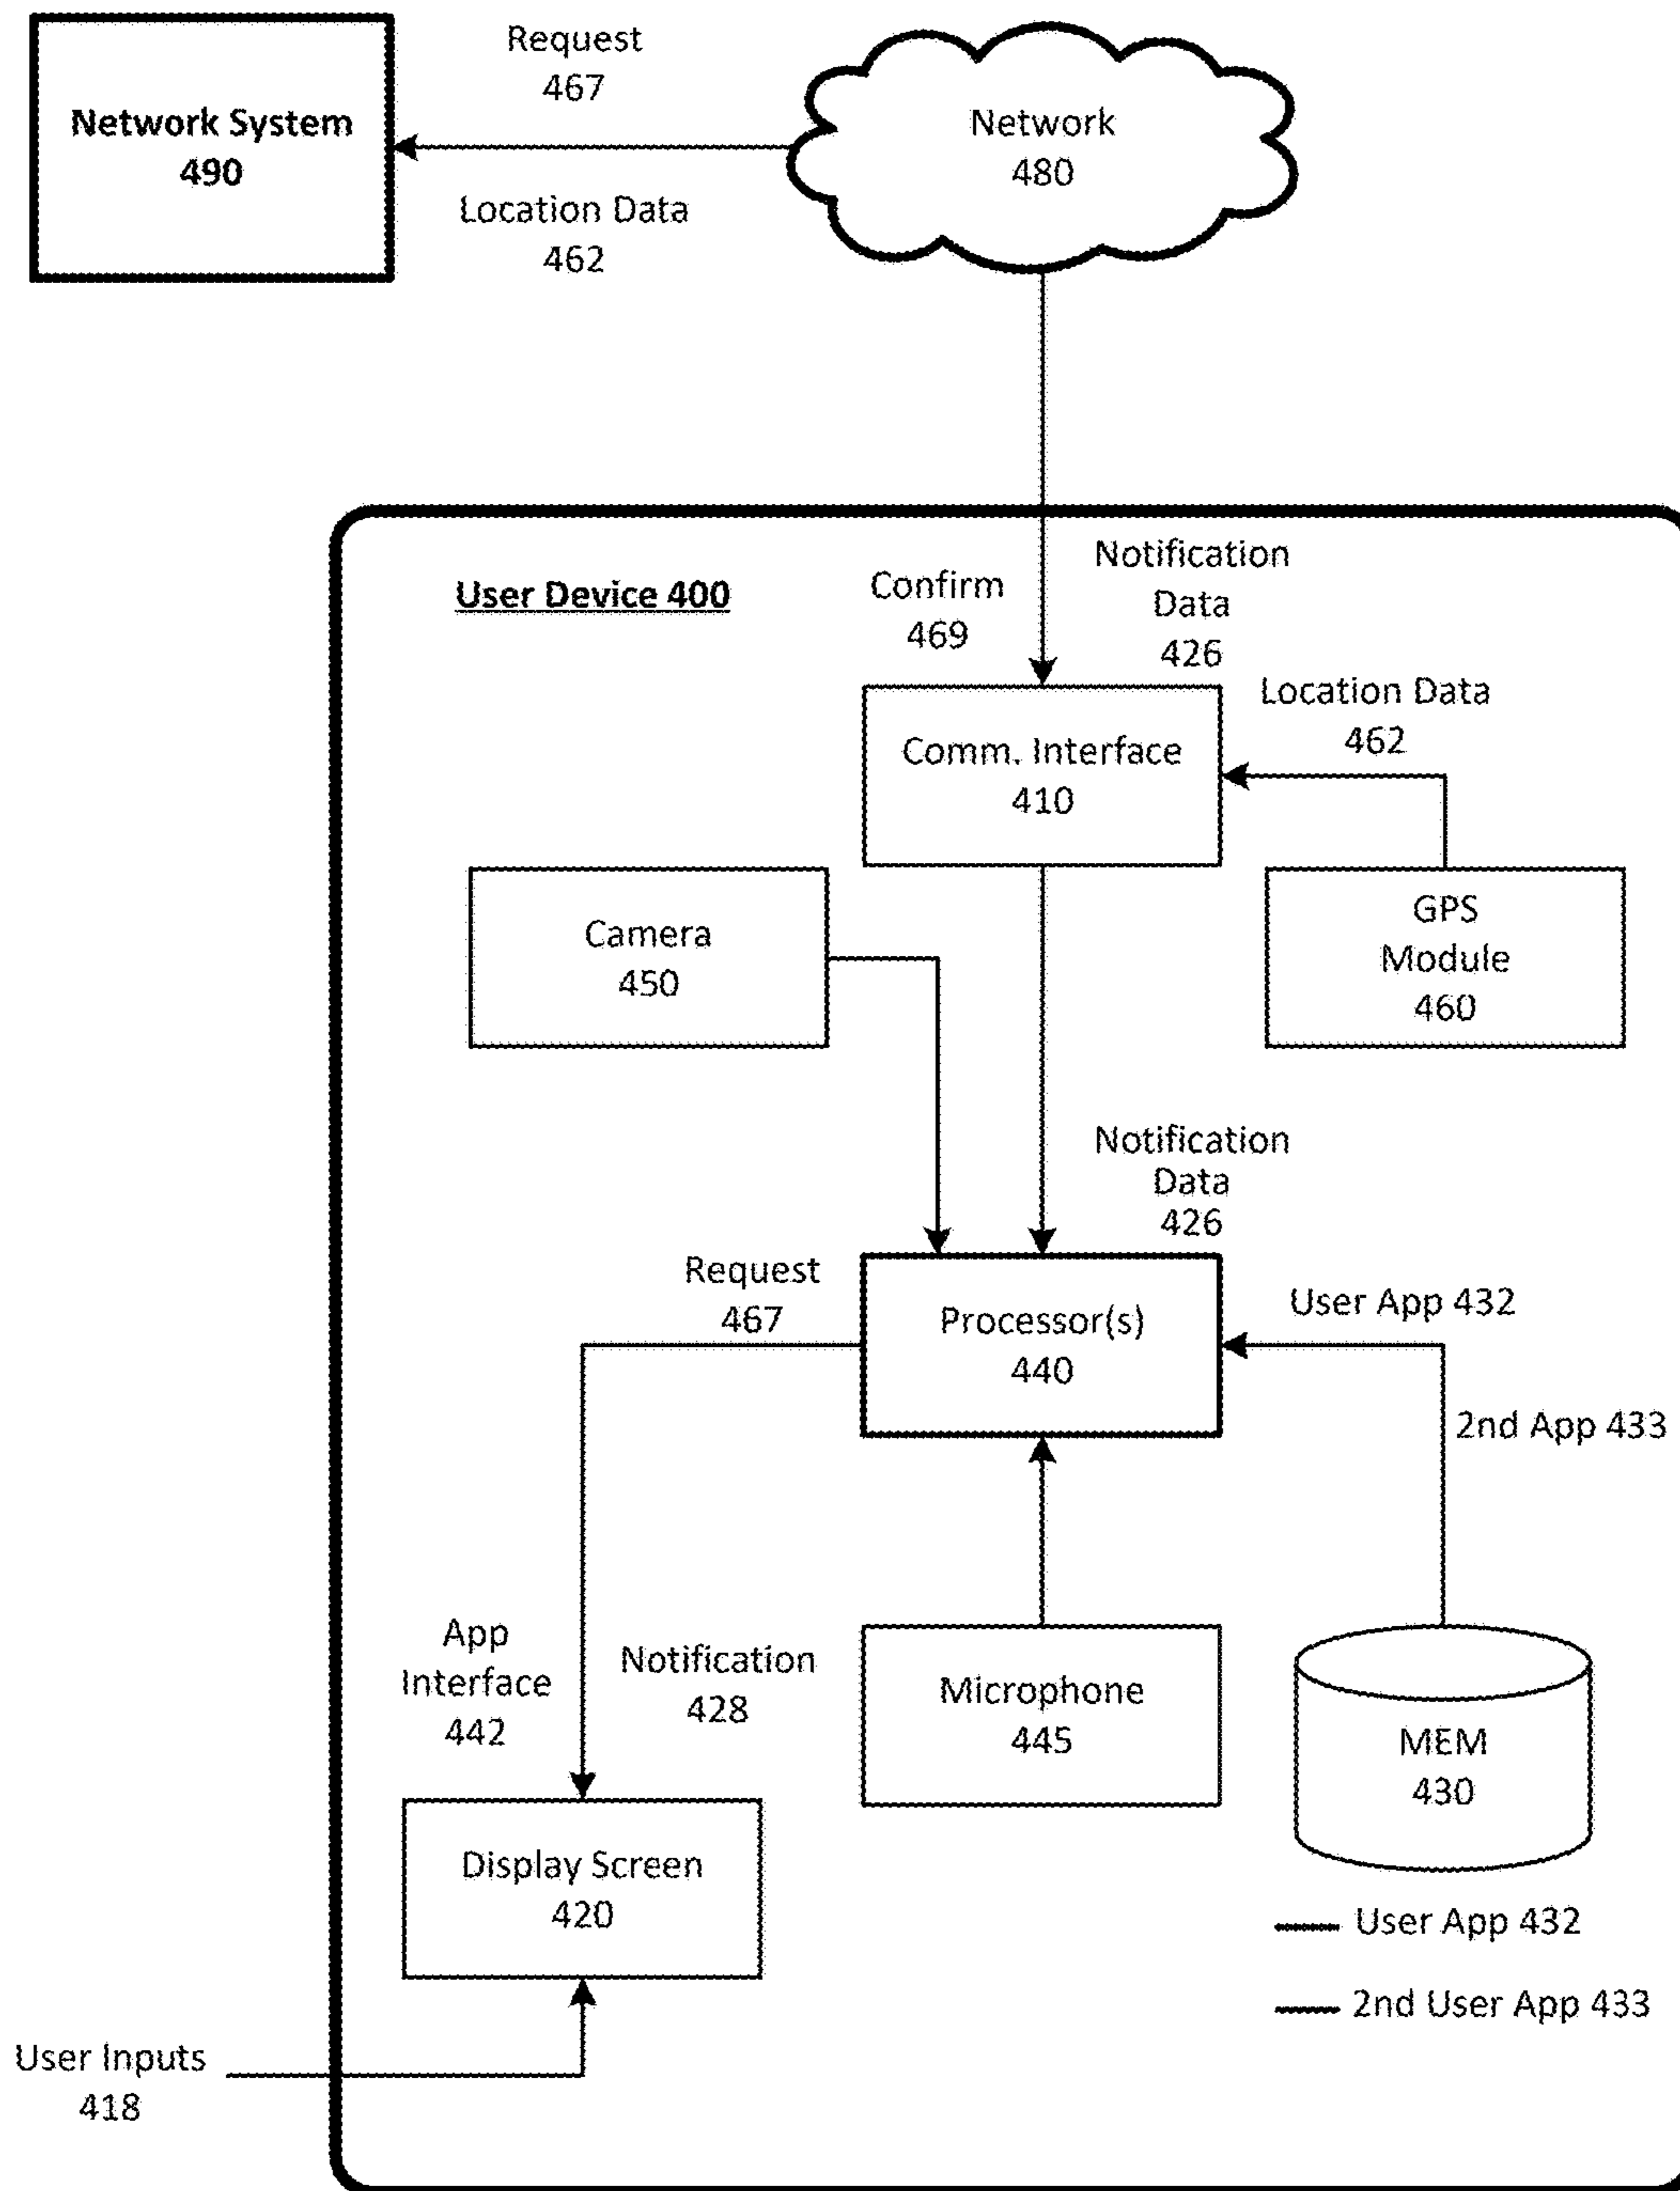 Request
467
Network System
490
Network
480
Location Data
462
User Device 400
Confirm
469
Notification
Data
426
Location Data
462
Comm. Interface
410
Camera
450
GPS
Module
460
Notification
Data
426
Request
467
Processor(s)
440
User App 432
2nd App 433
App
Interface
442
Notification
428
Microphone
445
MEM
430
Display Screen
420
User App 432
2nd User App 433
User Inputs
418